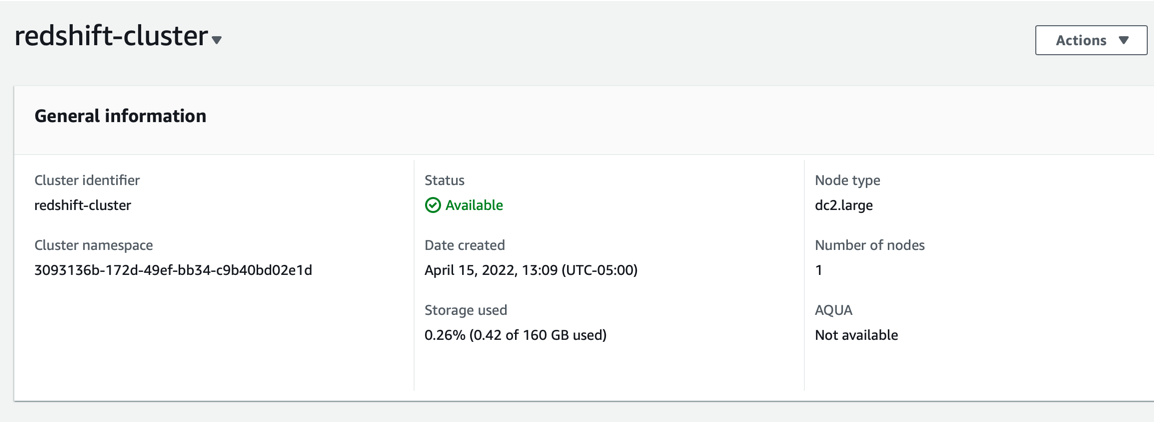 redshift-cluster
Actions
General information
Cluster identifier
redshift-cluster
Cluster namespace
3093136b-172d-49ef-bb34-c9b40bd02e1d
Status
Available
Date created
April 15, 2022, 13:09 (UTC-05:00)
Storage used
0.26% (0.42 of 160 GB used)
Node type
dc2.large
Number of nodes
1
AQUA
Not available